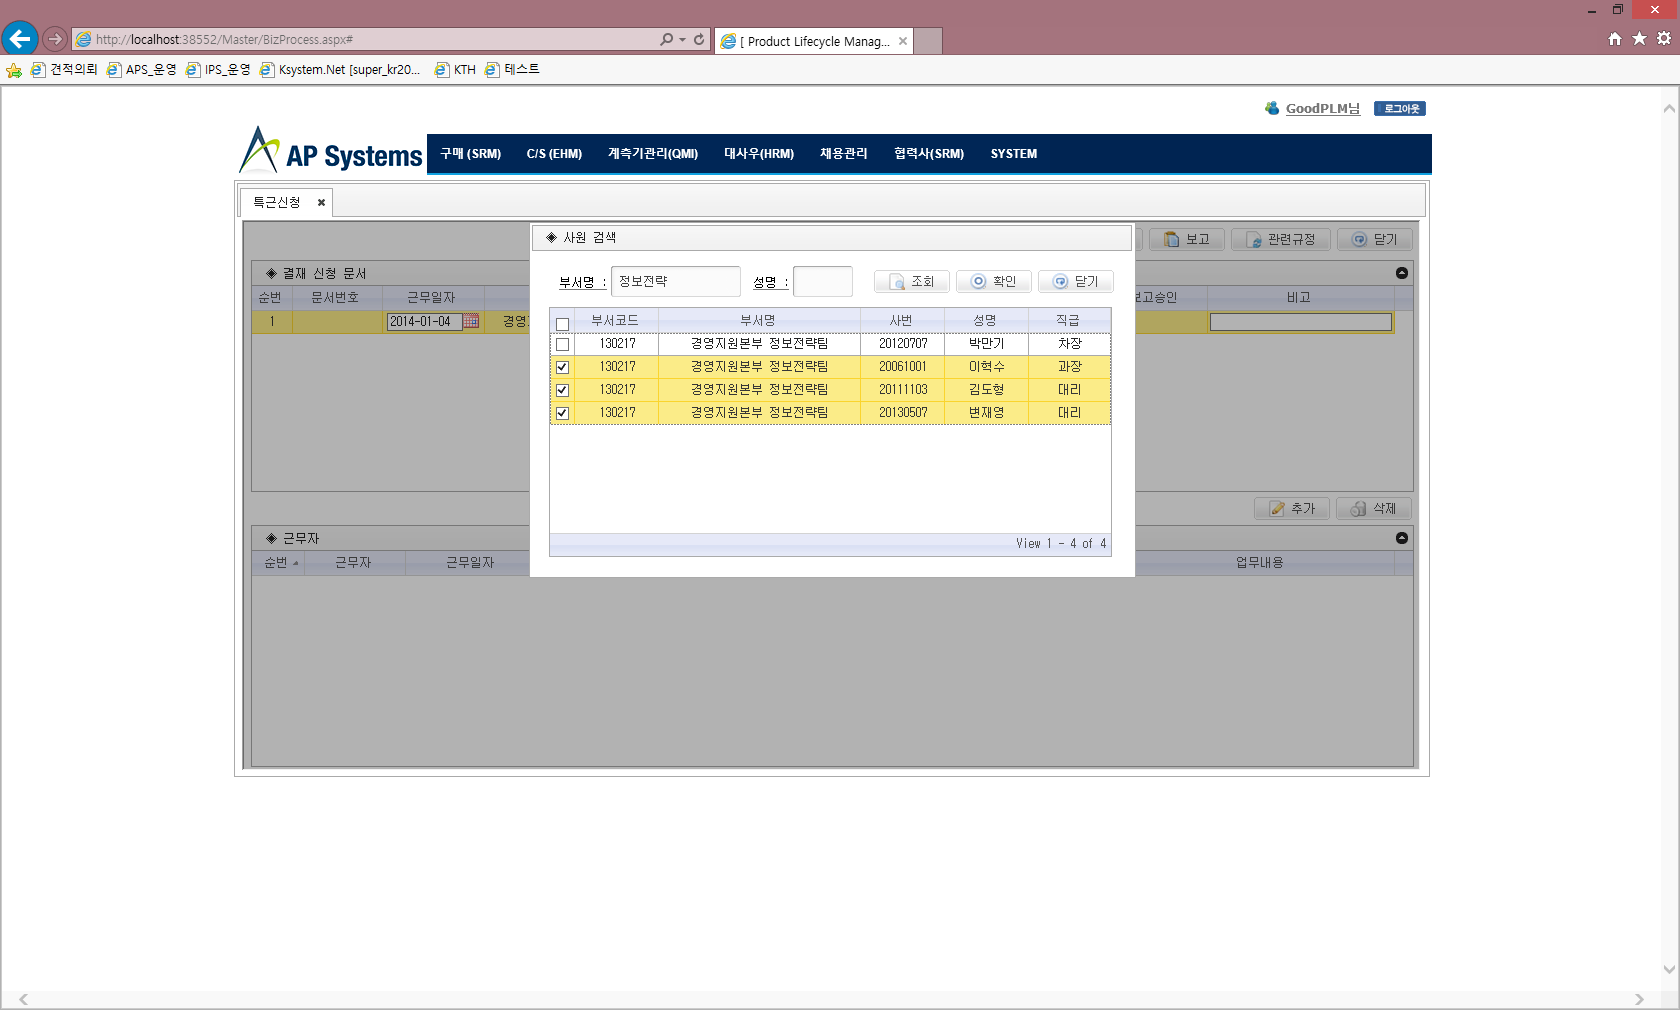 http://localhost:38552/Master/BizProcess.aspx#
[ Product Lifecycle Manag...
견적의뢰 APS_운영 IPS_운영 Ksystem.Net [super_kr20... KTH 테스트
GoodPLM님 로그아웃
AP Systems
구매 (SRM) C/S (EHM) 계측기관리(QMI) 대사우(HRM) 채용관리 협력사(SRM) SYSTEM
특근신청
보고 관련규정 닫기
◈ 사원 검색
◈ 결재 신청 문서
부서명 : 정보전략 성명 : 조회 확인 닫기
순번 문서번호 근무일자 보고승인 비고
1 2014-01-04 경영
부서코드 부서명 사번 성명 직급
130217 경영지원본부 정보전략팀 20120707 박만기 차장
130217 경영지원본부 정보전략팀 20061001 이혁수 과장
130217 경영지원본부 정보전략팀 20111103 김도형 대리
130217 경영지원본부 정보전략팀 20130507 변재영 대리
View 1 - 4 of 4
추가 삭제
◈ 근무자
순번 근무자 근무일자 업무내용